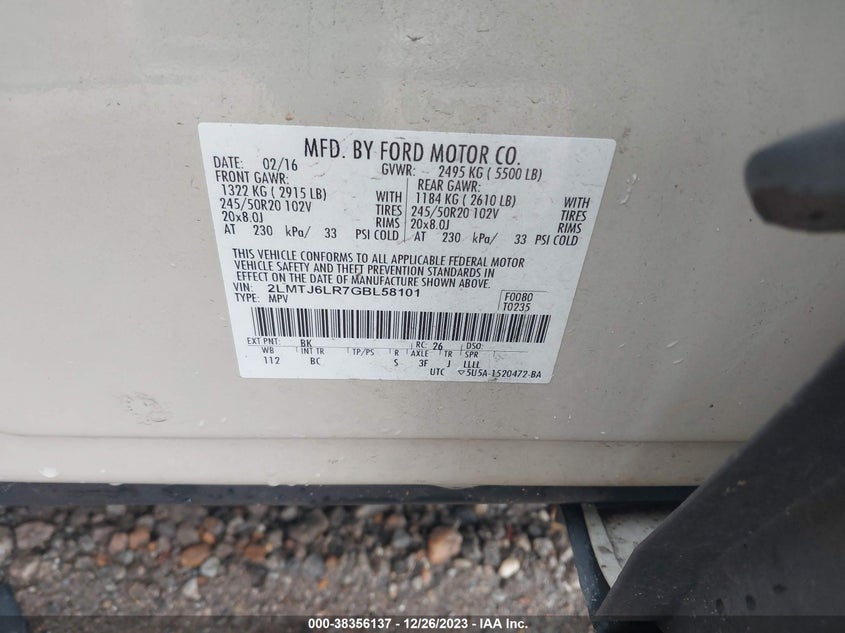 MFD. BY FORD MOTOR CO.
DATE: 02/16 GVWR: 2495 KG ( 5500 LB)
FRONT GAWR: REAR GAWR:
1322 KG ( 2915 LB) WITH 1184 KG ( 2610 LB) WITH
245/50R20 102V TIRES 245/50R20 102V TIRES
20x8.0J RIMS 20x8.0J RIMS
AT 230 kPa/ 33 PSI COLD AT 230 kPa/ 33 PSI COLD
THIS VEHICLE CONFORMS TO ALL APPLICABLE FEDERAL MOTOR
VEHICLE SAFETY AND THEFT PREVENTION STANDARDS IN
EFFECT ON THE DATE OF MANUFACTURE SHOWN ABOVE.
VIN: 2LMTJ6LR7GBL58101 F0080
TYPE: MPV T0235
EXT PNT: BK RC: 26 DSO:
WB INT TR TP/PS R AXLE TR SPR
112 BC S 3F J LLLL
UTC ▽5U5A-1520472-BA
000-38356137 - 12/26/2023 - IAA Inc.